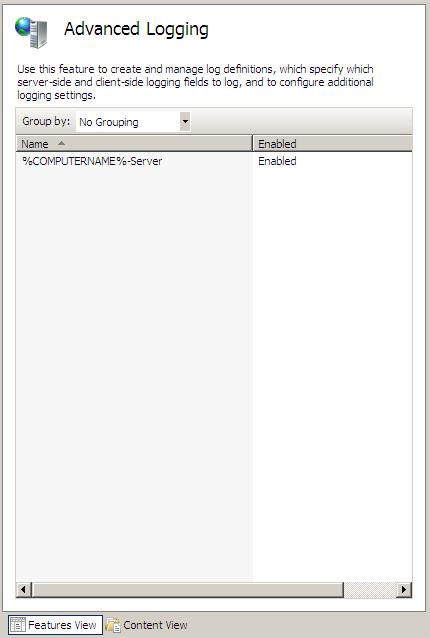 Advanced Logging
Use this feature to create and manage log definitions, which specify which
server-side and client-side logging fields to log, and to configure additional
logging settings.
Group by: No Grouping
Name Enabled
%COMPUTERNAME%-Server Enabled
Features View Content View